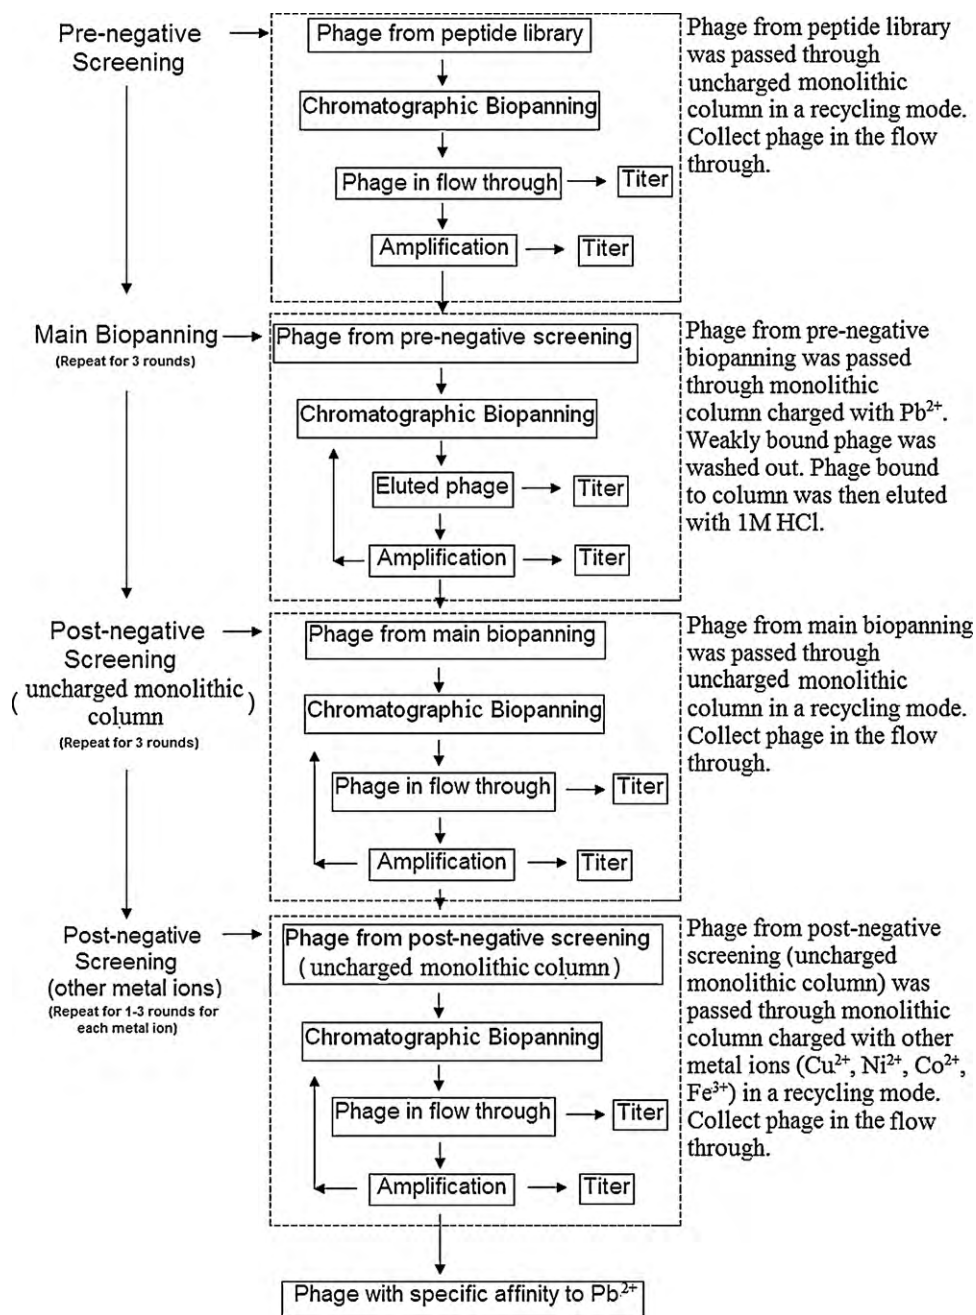 Pre-negative
Screening
Phage from peptide library
Chromatographic Biopanning
Phage in flow through
Titer
Amplification
Titer
Phage from peptide library
was passed through
uncharged monolithic
column in a recycling mode.
Collect phage in the flow
through.
Main Biopanning
(Repeat for 3 rounds)
Phage from pre-negative screening
Chromatographic Biopanning
Eluted phage
Titer
Amplification
Titer
Phage from pre-negative
biopanning was passed
through monolithic
column charged with Pb²⁺.
Weakly bound phage was
washed out. Phage bound
to column was then eluted
with 1M HCl.
Post-negative
Screening
(uncharged monolithic
column)
(Repeat for 3 rounds)
Phage from main biopanning
Chromatographic Biopanning
Phage in flow through
Titer
Amplification
Titer
Phage from main biopanning
was passed through
uncharged monolithic
column in a recycling mode.
Collect phage in the flow
through.
Post-negative
Screening
(other metal ions)
(Repeat for 1-3 rounds for
each metal ion)
Phage from post-negative screening
(uncharged monolithic column)
Chromatographic Biopanning
Phage in flow through
Titer
Amplification
Titer
Phage from post-negative
screening (uncharged
monolithic column) was
passed through monolithic
column charged with other
metal ions (Cu²⁺, Ni²⁺, Co²⁺,
Fe³⁺) in a recycling mode.
Collect phage in the flow
through.
Phage with specific affinity to Pb²⁺